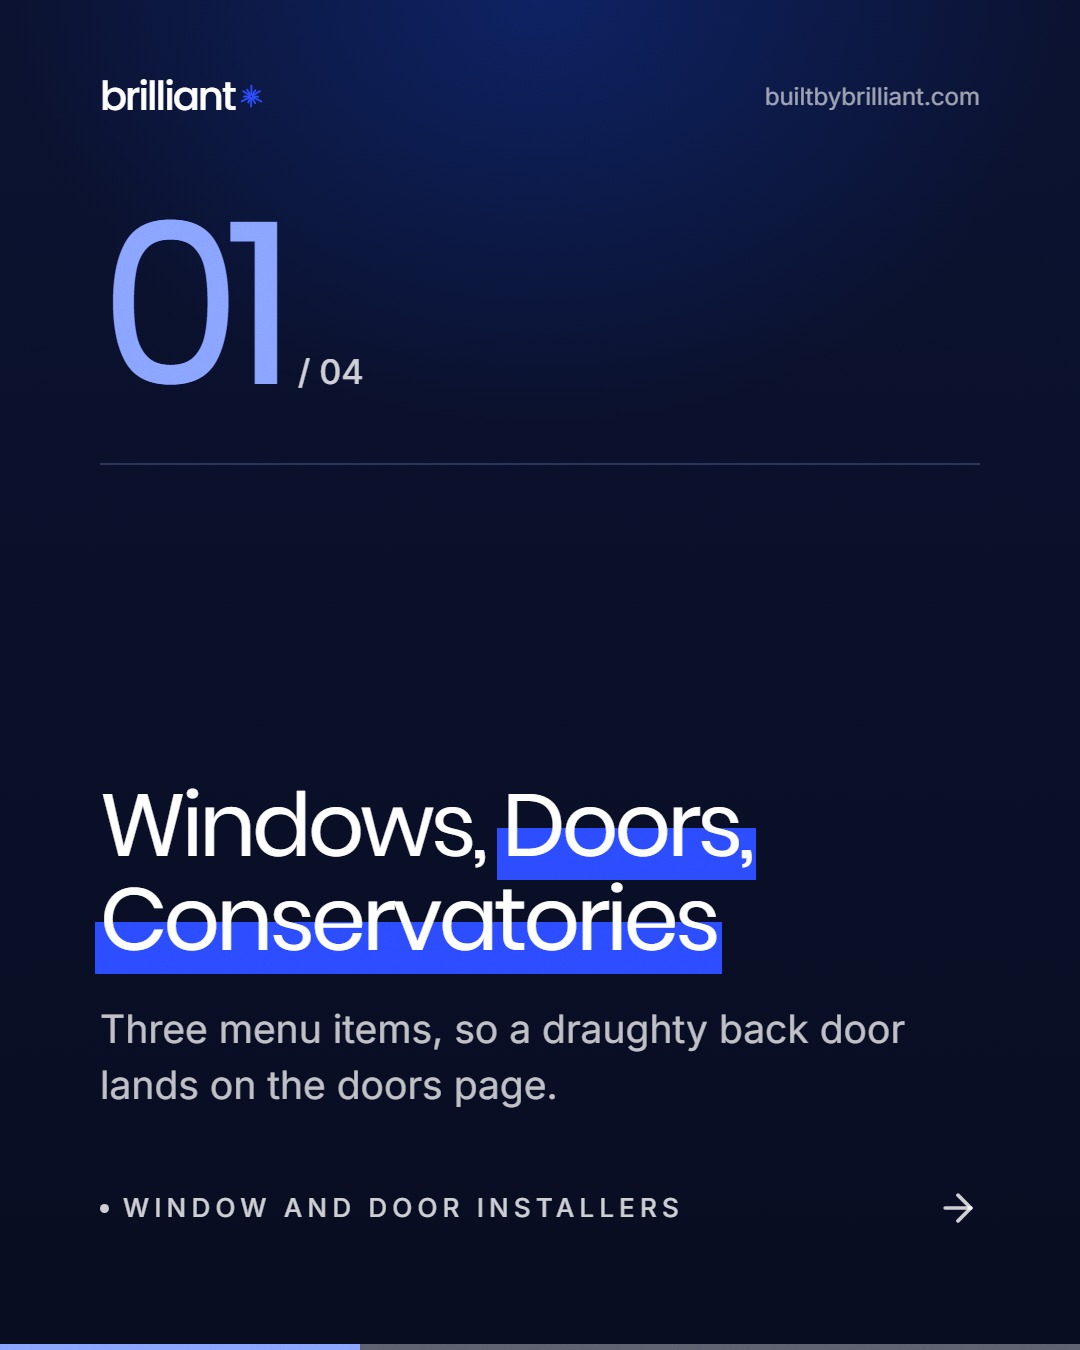 brilliant
builtbybrilliant.com
01 / 04
Windows, Doors,
Conservatories
Three menu items, so a draughty back door
lands on the doors page.
• WINDOW AND DOOR INSTALLERS